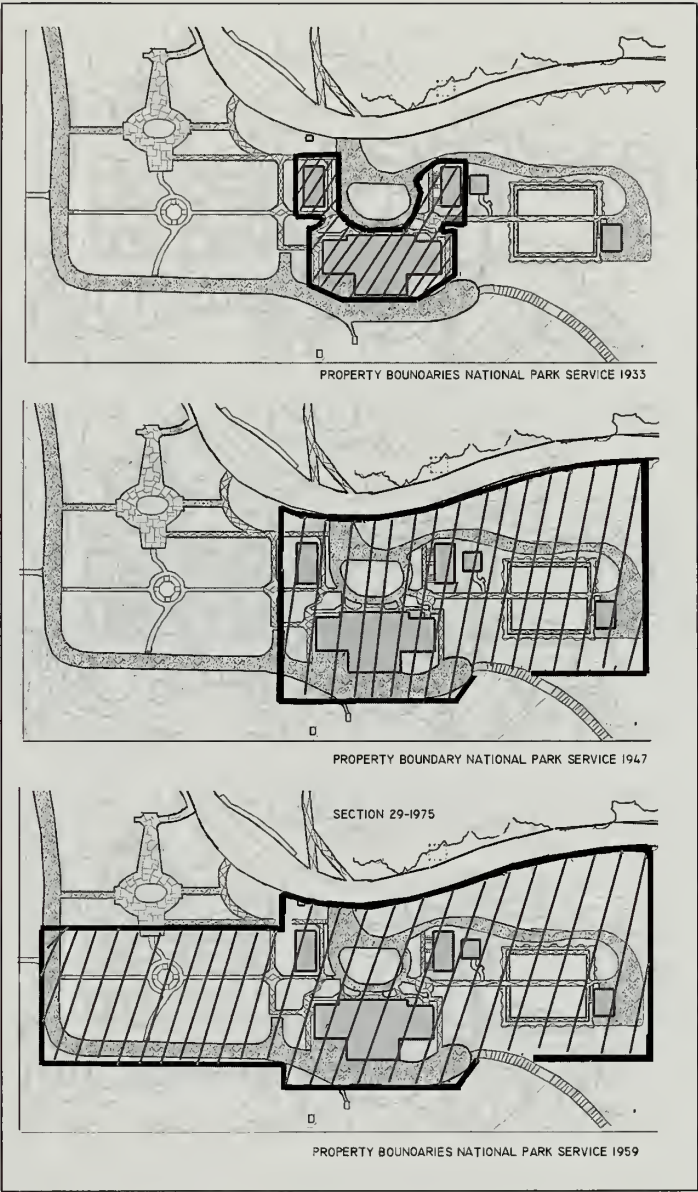 PROPERTY BOUNDARIES NATIONAL PARK SERVICE 1933
PROPERTY BOUNDARY NATIONAL PARK SERVICE 1947
SECTION 29-1975
PROPERTY BOUNDARIES NATIONAL PARK SERVICE 1959